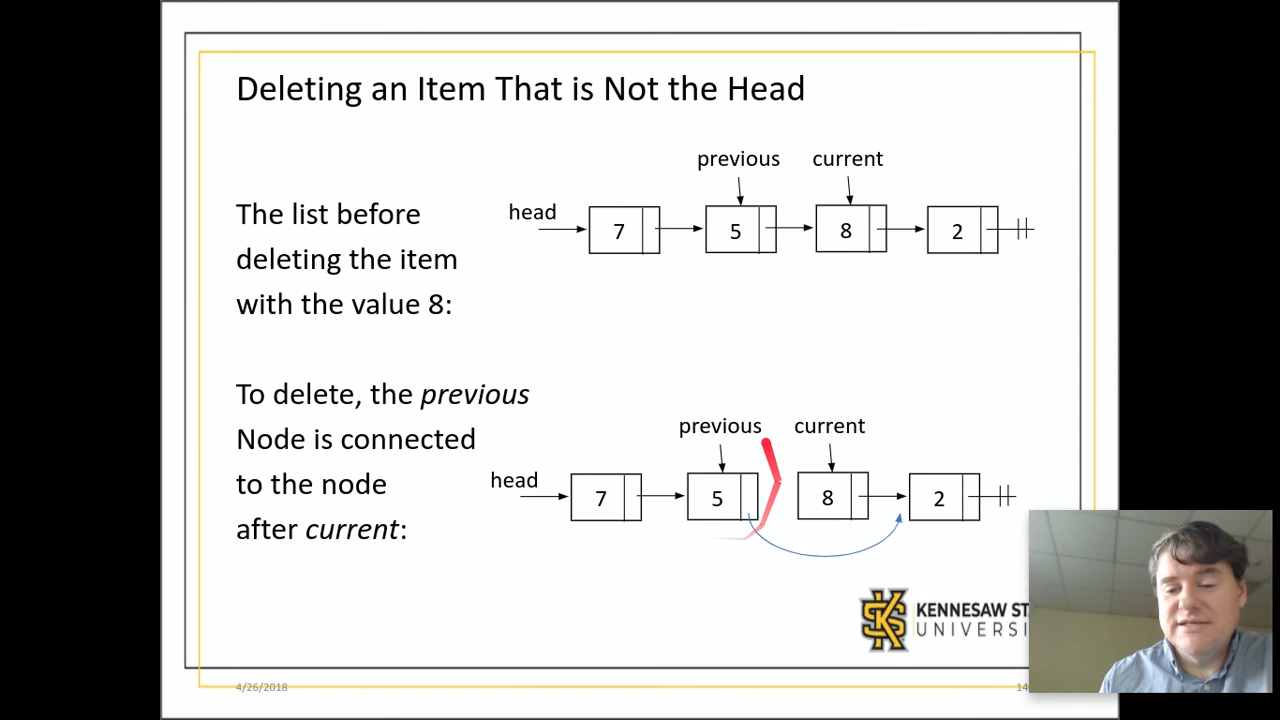 Deleting an Item That is Not the Head
previous current
The list before
head
7 5 8 2
deleting the item
with the value 8:
To delete, the previous
previous current
Node is connected
head
to the node
7 5 8 2
after current:
KENNESAW ST
UNIVERSI
4/26/2018
14